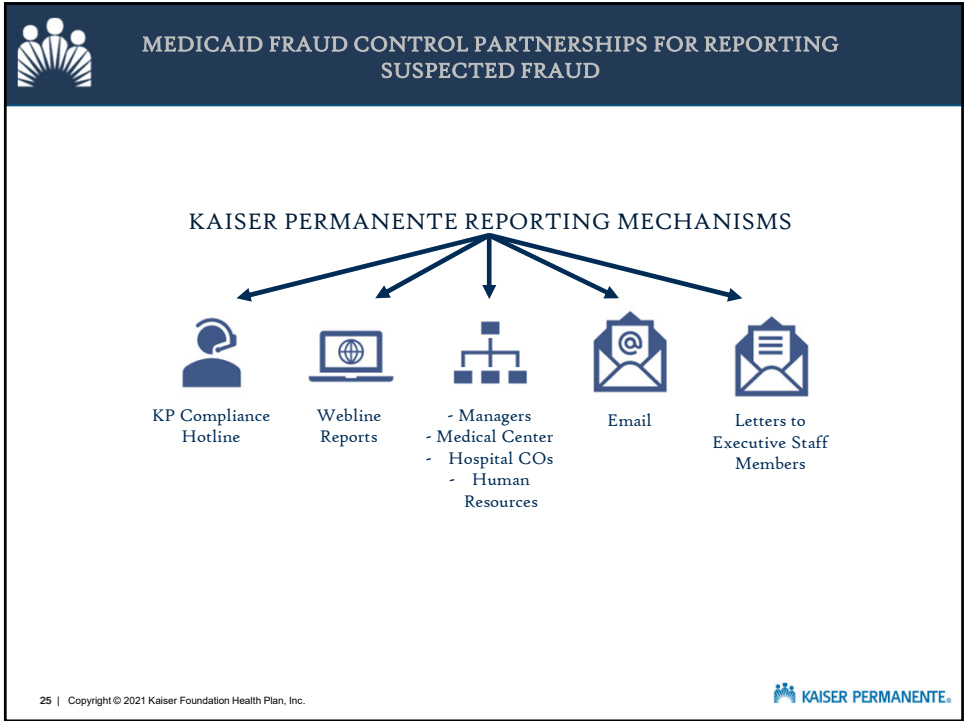 MEDICAID FRAUD CONTROL PARTNERSHIPS FOR REPORTING
SUSPECTED FRAUD
KAISER PERMANENTE REPORTING MECHANISMS
KP Compliance
Hotline
Webline
Reports
- Managers
- Medical Center
- Hospital COs
- Human
Resources
@
Email
Letters to
Executive Staff
Members
25 | Copyright © 2021 Kaiser Foundation Health Plan, Inc.
KAISER PERMANENTE®